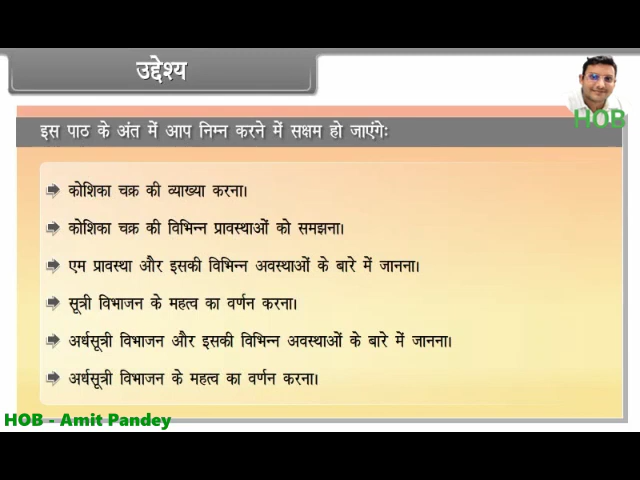 उद्देश्य
HOB
इस पाठ के अंत में आप निम्न करने में सक्षम हो जाएंगेः
कोशिका चक्र की व्याख्या करना।
कोशिका चक्र की विभिन्न प्रावस्थाओं को समझना।
एम प्रावस्था और इसकी विभिन्न अवस्थाओं के बारे में जानना।
सूत्री विभाजन के महत्व का वर्णन करना।
अर्धसूत्री विभाजन और इसकी विभिन्न अवस्थाओं के बारे में जानना।
अर्धसूत्री विभाजन के महत्व का वर्णन करना।
HOB - Amit Pandey